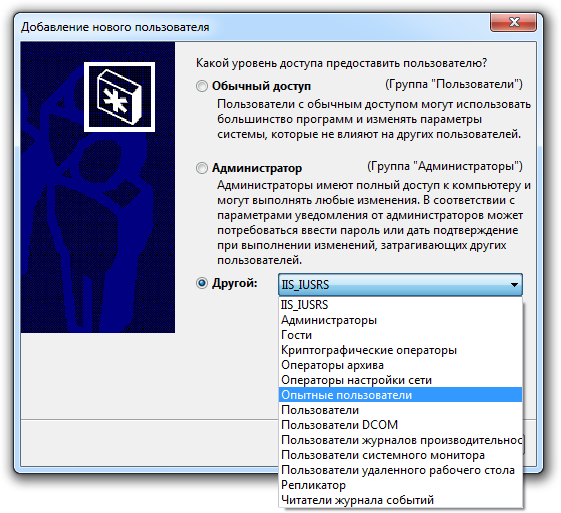 Добавление нового пользователя
Какой уровень доступа предоставить пользователю?
Обычный доступ (Группа "Пользователи")
Пользователи с обычным доступом могут использовать
большинство программ и изменять параметры
системы, которые не влияют на других пользователей.
Администратор (Группа "Администраторы")
Администраторы имеют полный доступ к компьютеру и
могут выполнять любые изменения. В соответствии с
параметрами уведомления от администраторов может
потребоваться ввести пароль или дать подтверждение
при выполнении изменений, затрагивающих других
пользователей.
Другой: IIS_IUSRS
IIS_IUSRS
Администраторы
Гости
Криптографические операторы
Операторы архива
Операторы настройки сети
Опытные пользователи
Пользователи
Пользователи DCOM
Пользователи журналов производительнос
Пользователи системного монитора
Пользователи удаленного рабочего стола
Репликатор
Читатели журнала событий